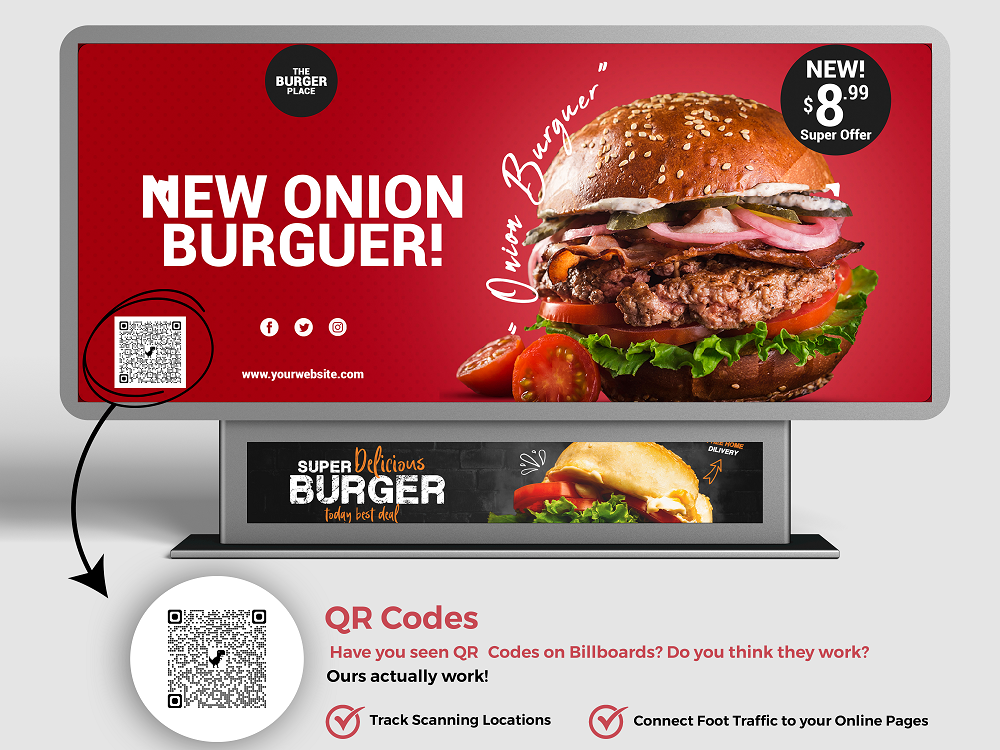 THE
BURGER
PLACE
NEW!
$8.99
Super Offer
" Onion Burguer "
NEW ONION
BURGUER!
www.yourwebsite.com
SUPER Delicious
BURGER
today best deal
FREE HOME
DILIVERY
QR Codes
Have you seen QR Codes on Billboards? Do you think they work?
Ours actually work!
Track Scanning Locations
Connect Foot Traffic to your Online Pages